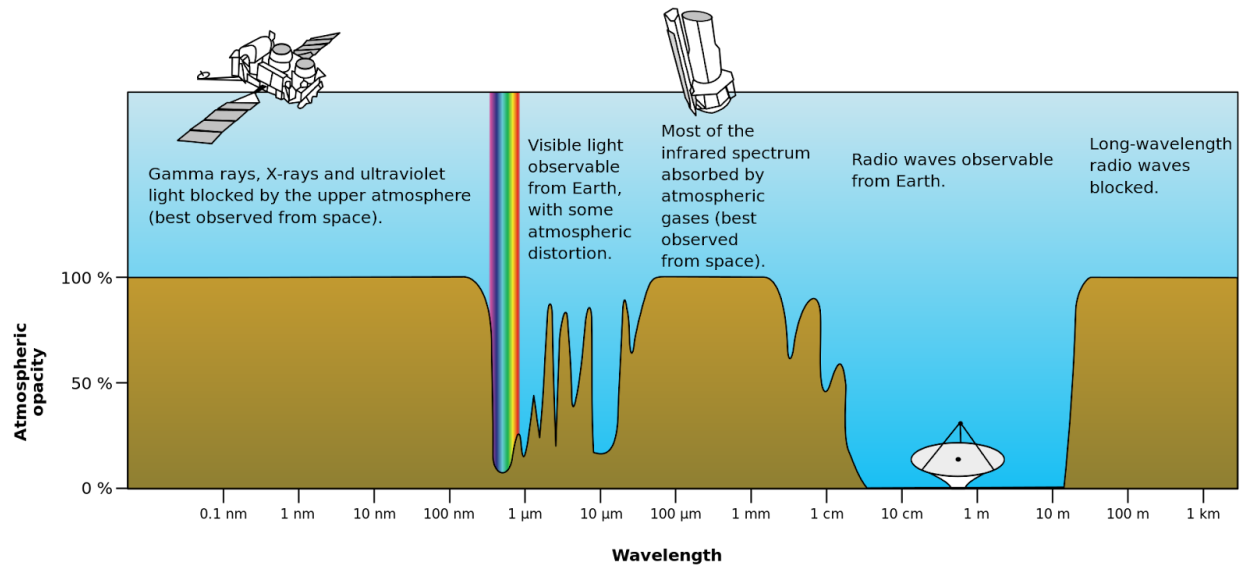 Gamma rays, X-rays and ultraviolet
light blocked by the upper atmosphere
(best observed from space).
Visible light
observable
from Earth,
with some
atmospheric
distortion.
Most of the
infrared spectrum
absorbed by
atmospheric
gases (best
observed
from space).
Radio waves observable
from Earth.
Long-wavelength
radio waves
blocked.
Atmospheric
opacity
100 %
50 %
0 %
0.1 nm
1 nm
10 nm
100 nm
1 μm
10 μm
100 μm
1 mm
1 cm
10 cm
1 m
10 m
100 m
1 km
Wavelength